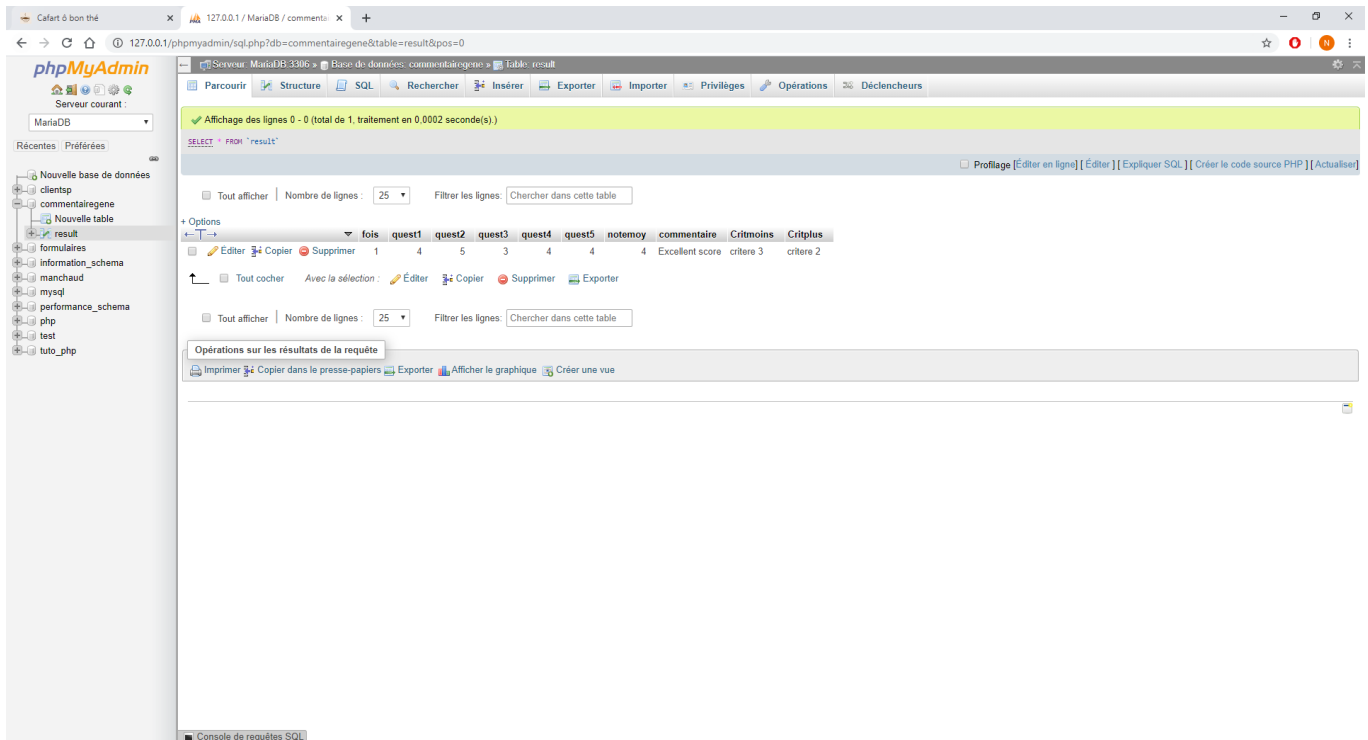 Cafart ô bon thé
127.0.0.1 / MariaDB / commentai
127.0.0.1/phpmyadmin/sql.php?db=commentairegene&table=result&pos=0
N
phpMyAdmin
Serveur courant :
MariaDB
Récentes Préférées
Nouvelle base de données
clientsp
commentairegene
Nouvelle table
result
formulaires
information_schema
manchaud
mysql
performance_schema
php
test
tuto_php
Serveur: MariaDB:3306 » Base de données: commentairegene » Table: result
Parcourir Structure SQL Rechercher Insérer Exporter Importer Privilèges Opérations Déclencheurs
Affichage des lignes 0 - 0 (total de 1, traitement en 0,0002 seconde(s).)
SELECT * FROM `result`
Profilage [Éditer en ligne] [ Éditer ] [ Expliquer SQL ] [ Créer le code source PHP ] [ Actualiser]
Tout afficher Nombre de lignes : 25 Filtrer les lignes: Chercher dans cette table
+ Options
←T→ fois quest1 quest2 quest3 quest4 quest5 notemoy commentaire Critmoins Critplus
Éditer Copier Supprimer 1 4 5 3 4 4 4 Excellent score critere 3 critere 2
Tout cocher Avec la sélection : Éditer Copier Supprimer Exporter
Tout afficher Nombre de lignes : 25 Filtrer les lignes: Chercher dans cette table
Opérations sur les résultats de la requête
Imprimer Copier dans le presse-papiers Exporter Afficher le graphique Créer une vue
Console de requêtes SQL